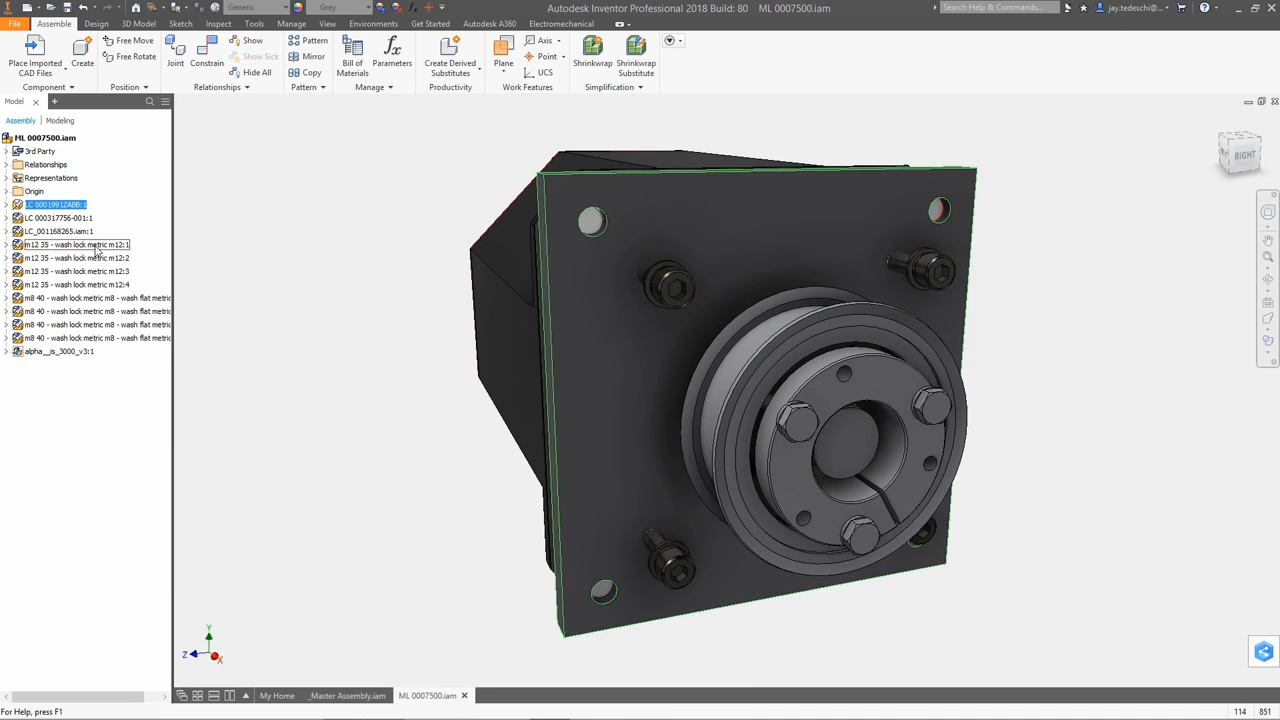 Generic
Grey
Autodesk Inventor Professional 2018 Build: 80 ML 0007500.iam
Search Help & Commands...
jay.tedeschi@...
File Assemble Design 3D Model Sketch Inspect Tools Manage View Environments Get Started Autodesk A360 Electromechanical
Place Imported CAD Files
Create
Free Move
Free Rotate
Joint
Constrain
Show
Show Sick
Hide All
Pattern
Mirror
Copy
Bill of Materials
Parameters
Create Derived Substitutes
Plane
Axis
Point
UCS
Shrinkwrap
Shrinkwrap Substitute
Component Position Relationships Pattern Manage Productivity Work Features Simplification
Model
Assembly Modeling
ML 0007500.iam
3rd Party
Relationships
Representations
Origin
LC 0001991ZABB:1
LC 000317756-001:1
LC_001168265.iam:1
m12 35 - wash lock metric m12:1
m12 35 - wash lock metric m12:2
m12 35 - wash lock metric m12:3
m12 35 - wash lock metric m12:4
m8 40 - wash lock metric m8 - wash flat metric
m8 40 - wash lock metric m8 - wash flat metric
m8 40 - wash lock metric m8 - wash flat metric
m8 40 - wash lock metric m8 - wash flat metric
alpha__is_3000_v3:1
RIGHT
Y
Z
X
My Home _Master Assembly.iam ML 0007500.iam
For Help, press F1
114 851